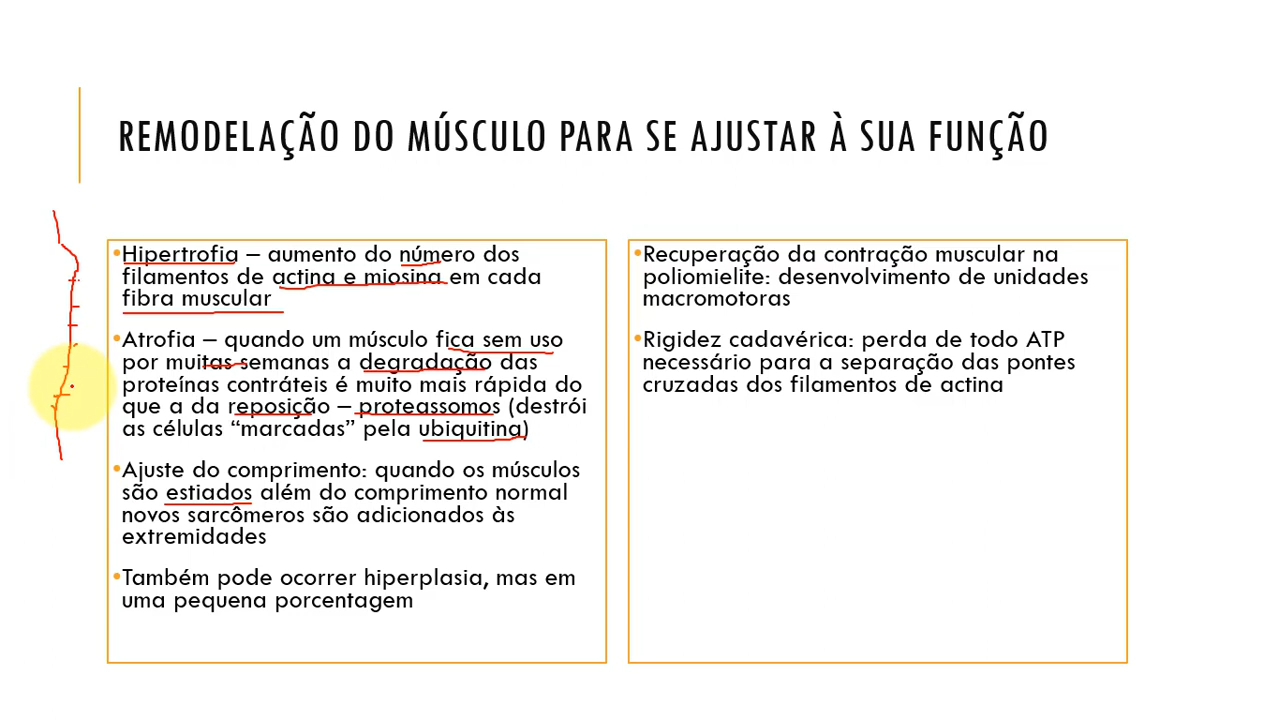 REMODELAÇÃO DO MÚSCULO PARA SE AJUSTAR À SUA FUNÇÃO
•Hipertrofia – aumento do número dos
filamentos de actina e miosina em cada
fibra muscular
•Atrofia – quando um músculo fica sem uso
por muitas semanas a degradação das
proteínas contráteis é muito mais rápida do
que a da reposição – proteassomos (destrói
as células “marcadas” pela ubiquitina)
•Ajuste do comprimento: quando os músculos
são estiados além do comprimento normal
novos sarcômeros são adicionados às
extremidades
•Também pode ocorrer hiperplasia, mas em
uma pequena porcentagem
•Recuperação da contração muscular na
poliomielite: desenvolvimento de unidades
macromotoras
•Rigidez cadavérica: perda de todo ATP
necessário para a separação das pontes
cruzadas dos filamentos de actina